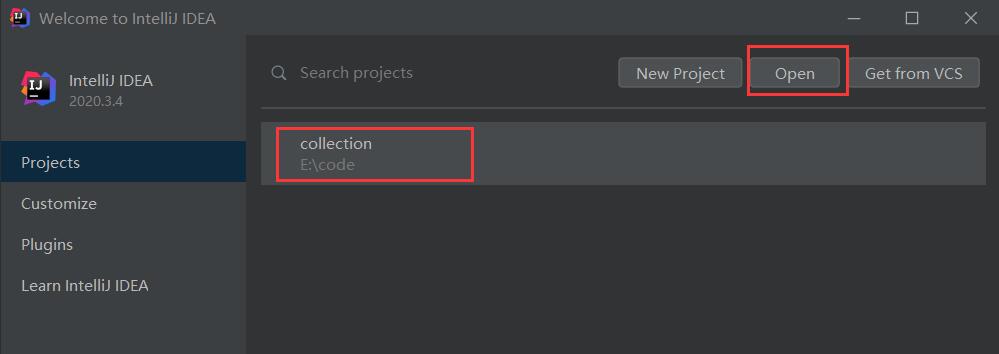 Welcome to IntelliJ IDEA
IJ
IntelliJ IDEA
2020.3.4
Search projects
New Project
Open
Get from VCS
Projects
Customize
Plugins
Learn IntelliJ IDEA
collection
E:\code